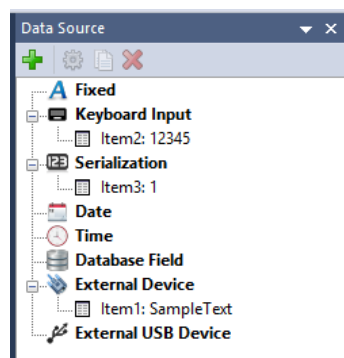 Data Source
Fixed
Keyboard Input
Item2: 12345
Serialization
Item3: 1
Date
Time
Database Field
External Device
Item1: SampleText
External USB Device